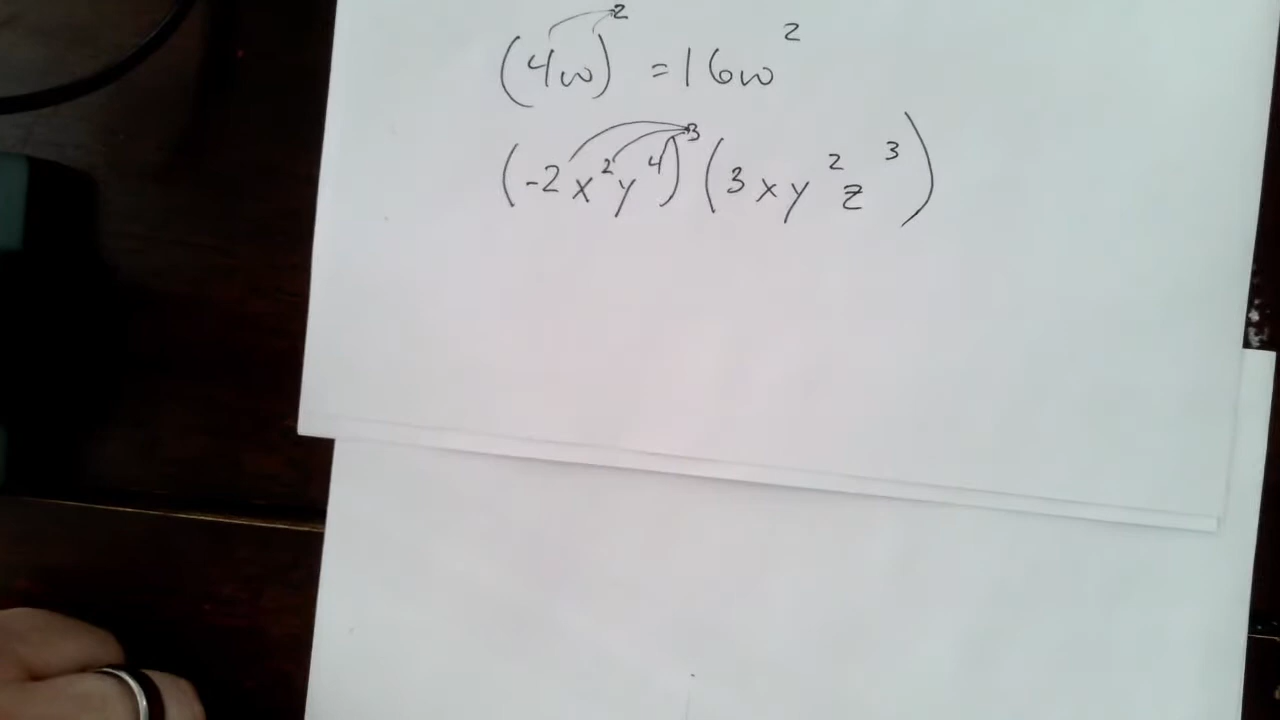 (4w)² = 16w²
(-2x²y⁴)³(3xy²z³)